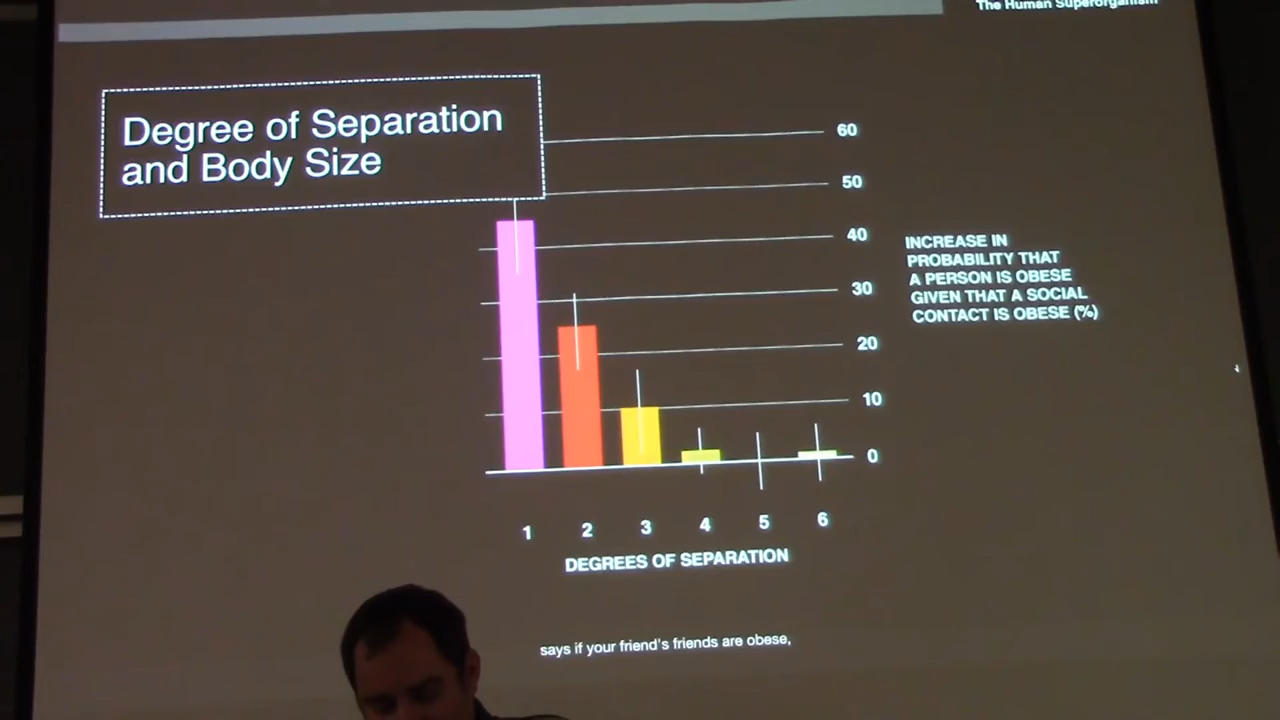 The Human Superorganism
Degree of Separation
and Body Size
60
50
40
30
20
10
0
INCREASE IN
PROBABILITY THAT
A PERSON IS OBESE
GIVEN THAT A SOCIAL
CONTACT IS OBESE (%)
1 2 3 4 5 6
DEGREES OF SEPARATION
says if your friend's friends are obese,